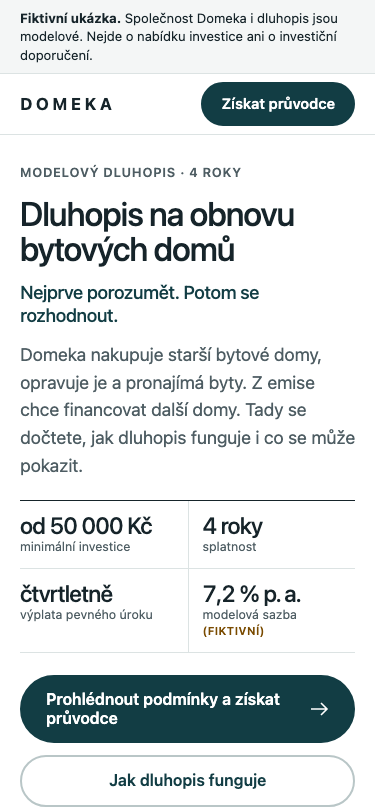 Fiktivní ukázka. Společnost Domeka i dluhopis jsou
modelové. Nejde o nabídku investice ani o investiční
doporučení.
DOMEKA
Získat průvodce
MODELOVÝ DLUHOPIS · 4 ROKY
Dluhopis na obnovu
bytových domů
Nejprve porozumět. Potom se
rozhodnout.
Domeka nakupuje starší bytové domy,
opravuje je a pronajímá byty. Z emise
chce financovat další domy. Tady se
dočtete, jak dluhopis funguje i co se může
pokazit.
od 50 000 Kč
minimální investice
4 roky
splatnost
čtvrtletně
výplata pevného úroku
7,2 % p. a.
modelová sazba
(FIKTIVNÍ)
Prohlédnout podmínky a získat
průvodce
Jak dluhopis funguje